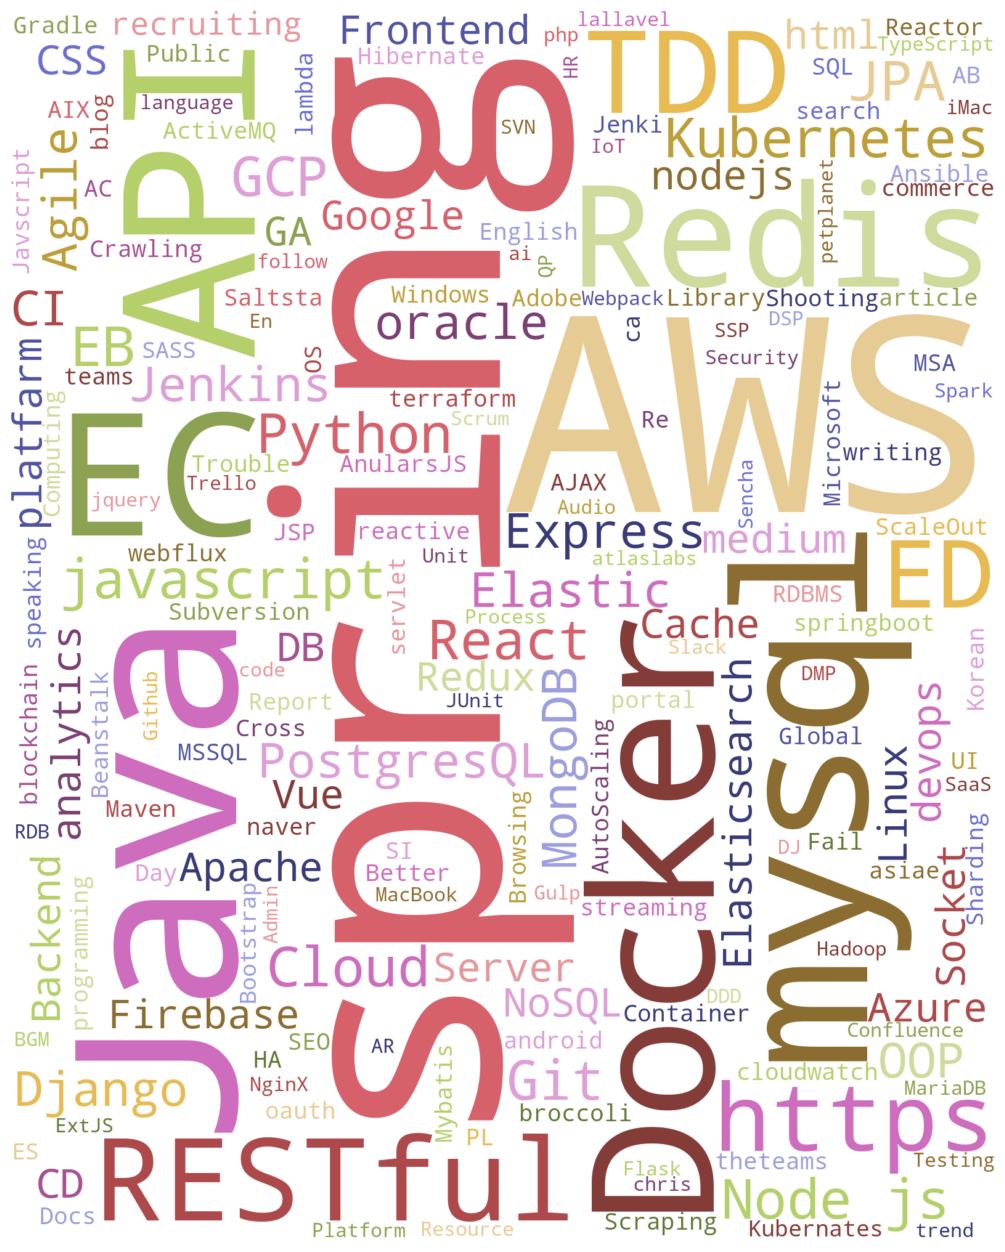 Gradle
recruiting
Frontend
php
lallavel
html
Reactor
TypeScript
CSS
Public
API
lambda
Hibernate
HR
TDD
SQL
JPA
AB
AIX
blog
language
ActiveMQ
SVN
Jenki
IoT
search
iMac
Kubernetes
Javscript
Agile
AC
GCP
Spring
nodejs
petplanet
Ansible
commerce
Crawling
GA
Google
English
ai
QP
Redis
follow
CI
Saltsta
En
Windows
Adobe
Webpack
Library
Shooting
article
oracle
ca
SSP
DSP
EB
SASS
teams
OS
Security
MSA
Spark
Jenkins
terraform
Scrum
Re
AWS
Microsoft
platfarm
Computing
EC
Python
Trouble
Trello
jquery
AnularsJS
AJAX
Audio
Sencha
writing
JSP
reactive
Unit
Express
medium
ScaleOut
webflux
atlaslabs
speaking
javascript
servlet
Elastic
mysql
RDBMS
ED
Subversion
Process
springboot
analytics
java
DB
React
Cache
Slack
Korean
code
Redux
JUnit
MongoDB
portal
DMP
blockchain
Beanstalk
Github
Report
Cross
Docker
Elasticsearch
Global
devops
MSSQL
PostgresQL
AutoScaling
Linux
UI
SaaS
Maven
Vue
RDB
naver
Browsing
DJ
Fail
Sharding
Backend
Day
Apache
SI
Better
MacBook
Gulp
asiae
Socket
programming
Bootstrap
Admin
streaming
Hadoop
Cloud
Server
Firebase
NoSQL
DDD
Container
Azure
Confluence
BGM
SEO
AR
android
HA
Mybatis
cloudwatch
OOP
Django
NginX
Git
MariaDB
oauth
broccoli
https
ExtJS
RESTful
PL
ES
theteams
Testing
CD
Flask
chris
Node js
Docs
Platform
Resource
Scraping
Kubernates
trend